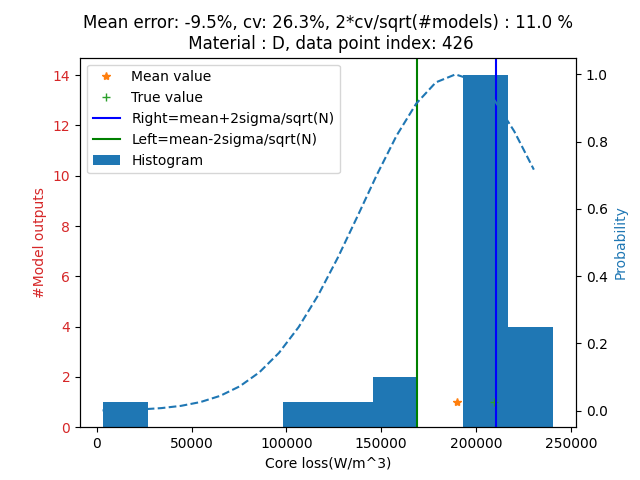 Mean error: -9.5%, cv: 26.3%, 2*cv/sqrt(#models) : 11.0 %
Material : D, data point index: 426
Mean value
True value
Right=mean+2sigma/sqrt(N)
Left=mean-2sigma/sqrt(N)
Histogram
#Model outputs
14
12
10
8
6
4
2
0
1.0
0.8
0.6
0.4
0.2
0.0
Probability
0
50000
100000
150000
200000
250000
Core loss(W/m^3)